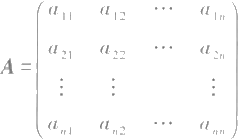 A = ( a₁₁ a₁₂ ⋯ a₁ₙ
a₂₁ a₂₂ ⋯ a₂ₙ
⋮ ⋮ ⋮
aₙ₁ aₙ₂ ⋯ aₙₙ